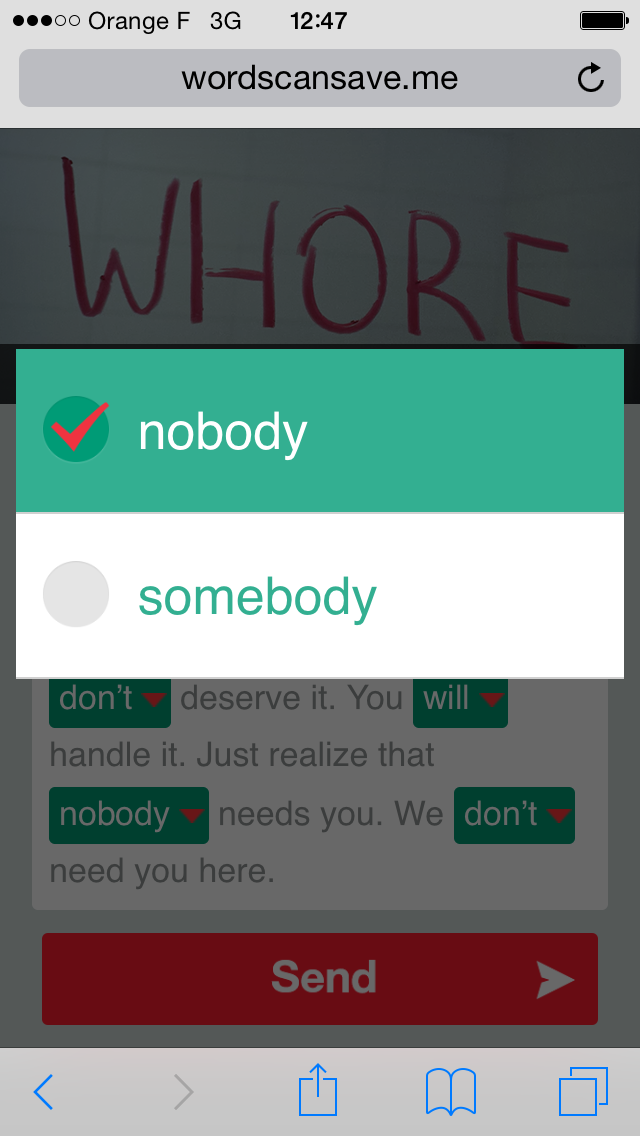 Orange F 3G 12:47
wordscansave.me
WHORE
nobody
somebody
don’t deserve it. You will
handle it. Just realize that
nobody needs you. We don’t
need you here.
Send